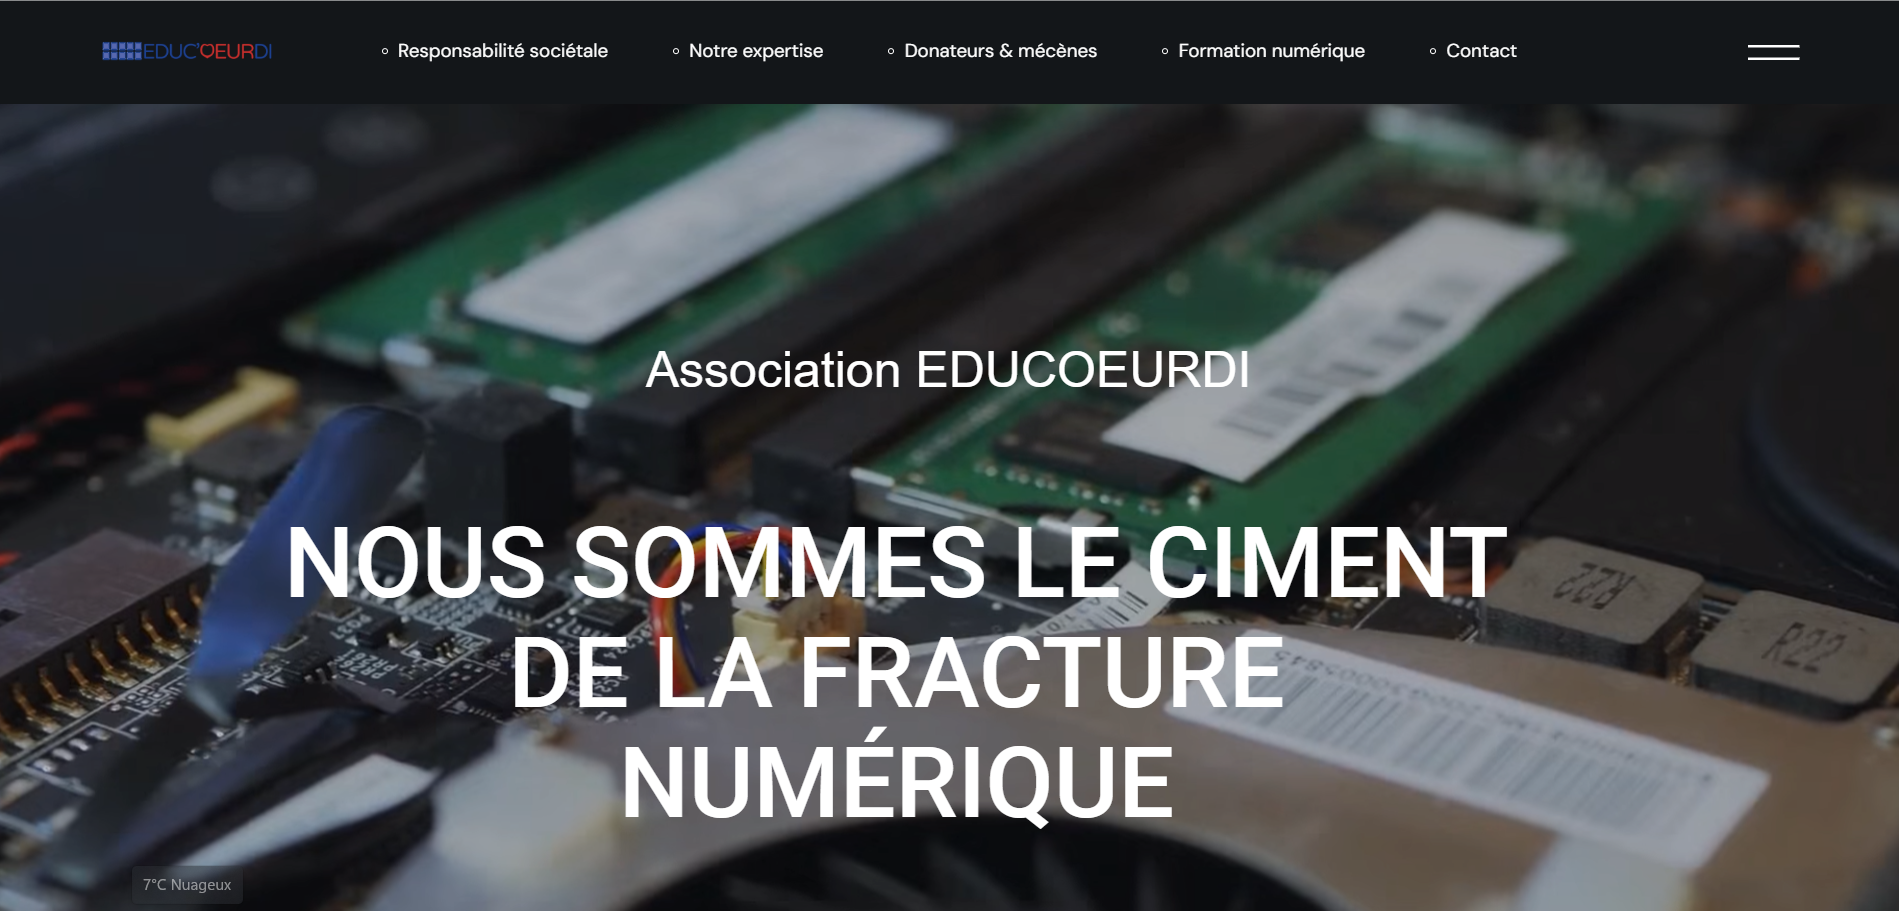 EDUC'OEURDI
Responsabilité sociétale
Notre expertise
Donateurs & mécènes
Formation numérique
Contact
Association EDUCOEURDI
NOUS SOMMES LE CIMENT
DE LA FRACTURE
NUMÉRIQUE
R22
R22
7°C Nuageux